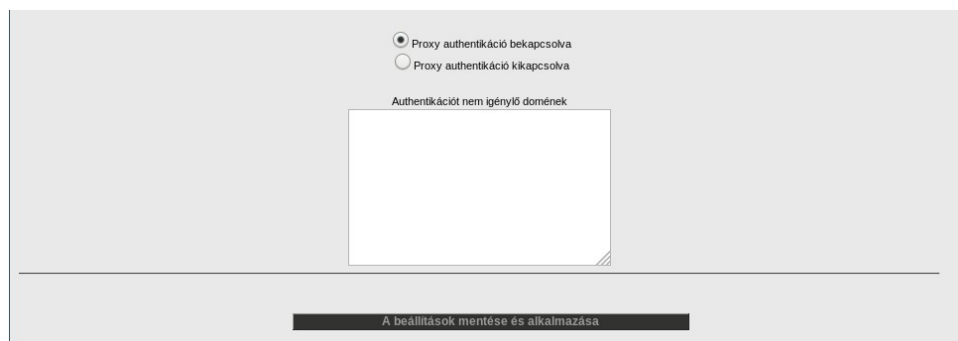 Proxy authentikáció bekapcsolva
Proxy authentikáció kikapcsolva
Authentikációt nem igénylő domének
A beállítások mentése és alkalmazása